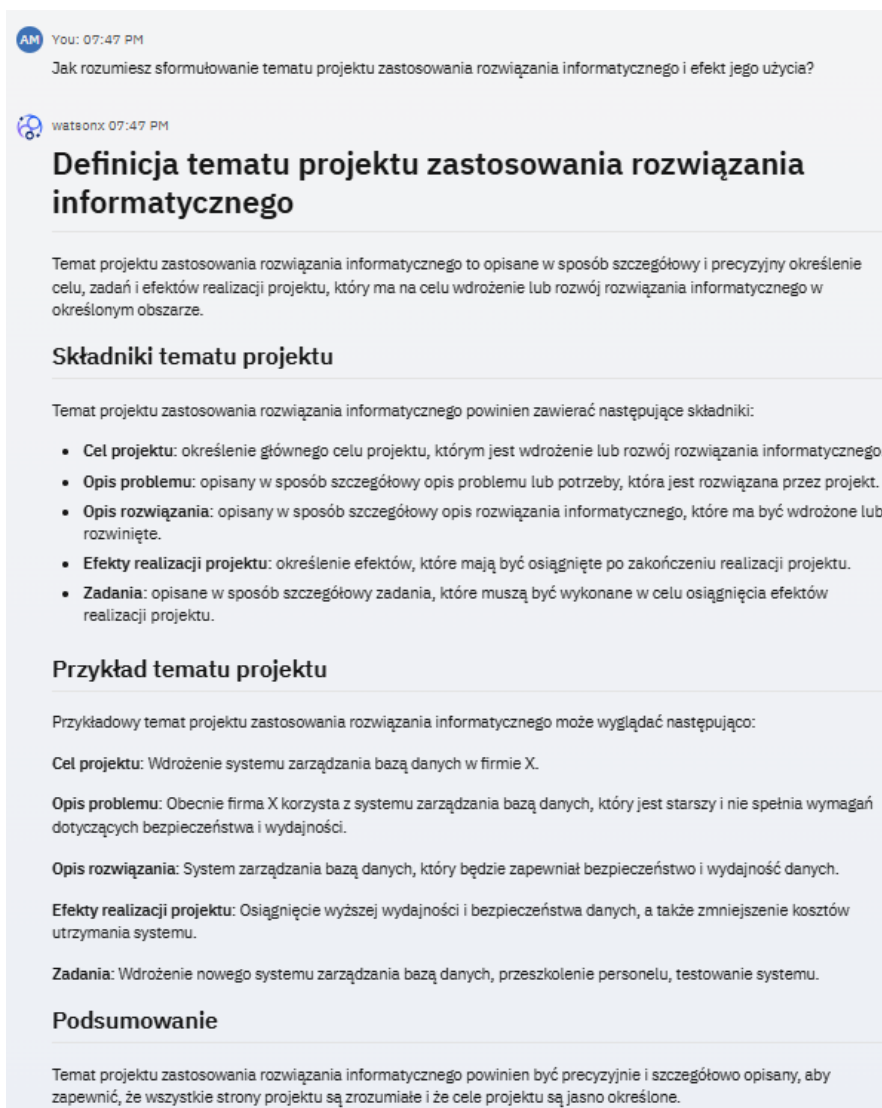 AM You: 07:47 PM
Jak rozumiesz sformułowanie tematu projektu zastosowania rozwiązania informatycznego i efekt jego użycia?
watsonx 07:47 PM
Definicja tematu projektu zastosowania rozwiązania
informatycznego
Temat projektu zastosowania rozwiązania informatycznego to opisane w sposób szczegółowy i precyzyjny określenie
celu, zadań i efektów realizacji projektu, który ma na celu wdrożenie lub rozwój rozwiązania informatycznego w
określonym obszarze.
Składniki tematu projektu
Temat projektu zastosowania rozwiązania informatycznego powinien zawierać następujące składniki:
• Cel projektu: określenie głównego celu projektu, którym jest wdrożenie lub rozwój rozwiązania informatycznego
• Opis problemu: opisany w sposób szczegółowy opis problemu lub potrzeby, która jest rozwiązana przez projekt.
• Opis rozwiązania: opisany w sposób szczegółowy opis rozwiązania informatycznego, które ma być wdrożone lub
rozwinięte.
• Efekty realizacji projektu: określenie efektów, które mają być osiągnięte po zakończeniu realizacji projektu.
• Zadania: opisane w sposób szczegółowy zadania, które muszą być wykonane w celu osiągnięcia efektów
realizacji projektu.
Przykład tematu projektu
Przykładowy temat projektu zastosowania rozwiązania informatycznego może wyglądać następująco:
Cel projektu: Wdrożenie systemu zarządzania bazą danych w firmie X.
Opis problemu: Obecnie firma X korzysta z systemu zarządzania bazą danych, który jest starszy i nie spełnia wymagań
dotyczących bezpieczeństwa i wydajności.
Opis rozwiązania: System zarządzania bazą danych, który będzie zapewniał bezpieczeństwo i wydajność danych.
Efekty realizacji projektu: Osiągnięcie wyższej wydajności i bezpieczeństwa danych, a także zmniejszenie kosztów
utrzymania systemu.
Zadania: Wdrożenie nowego systemu zarządzania bazą danych, przeszkolenie personelu, testowanie systemu.
Podsumowanie
Temat projektu zastosowania rozwiązania informatycznego powinien być precyzyjnie i szczegółowo opisany, aby
zapewnić, że wszystkie strony projektu są zrozumiałe i że cele projektu są jasno określone.